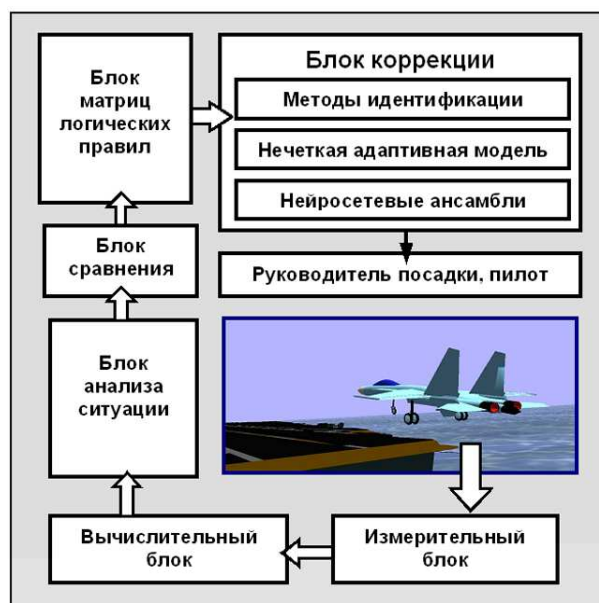 Блок
матриц
логических
правил
Блок коррекции
Методы идентификации
Нечеткая адаптивная модель
Нейросетевые ансамбли
Блок
сравнения
Руководитель посадки, пилот
Блок
анализа
ситуации
Вычислительный
блок
Измерительный
блок